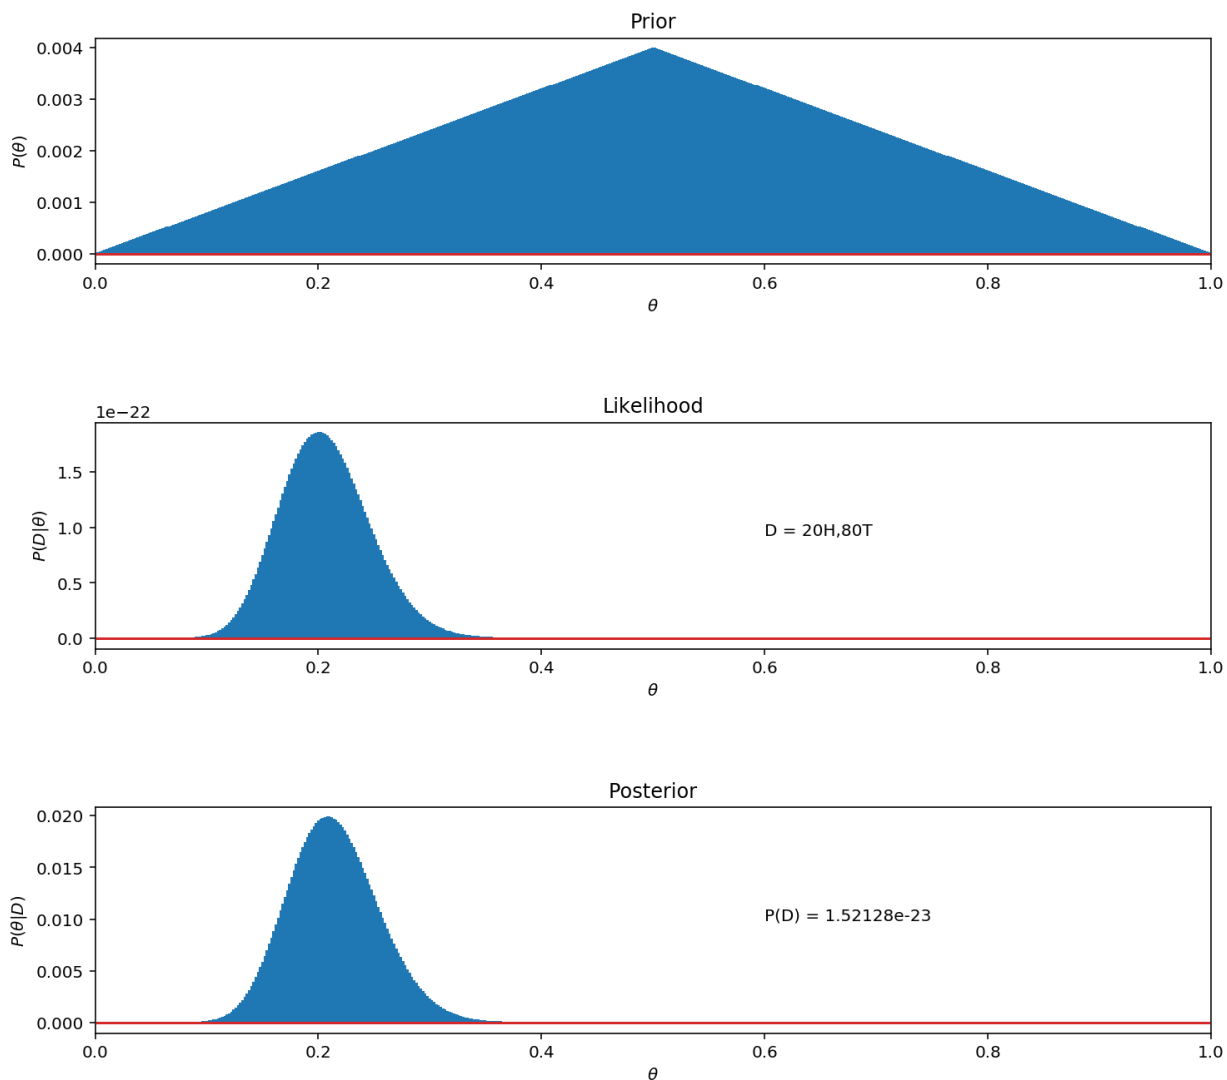 Prior
0.004
0.003
0.002
0.001
0.000
P(θ)
0.0 0.2 0.4 0.6 0.8 1.0
θ
1e−22
Likelihood
1.5
1.0
0.5
0.0
P(D|θ)
D = 20H,80T
0.0 0.2 0.4 0.6 0.8 1.0
θ
Posterior
0.020
0.015
0.010
0.005
0.000
P(θ|D)
P(D) = 1.52128e-23
0.0 0.2 0.4 0.6 0.8 1.0
θ